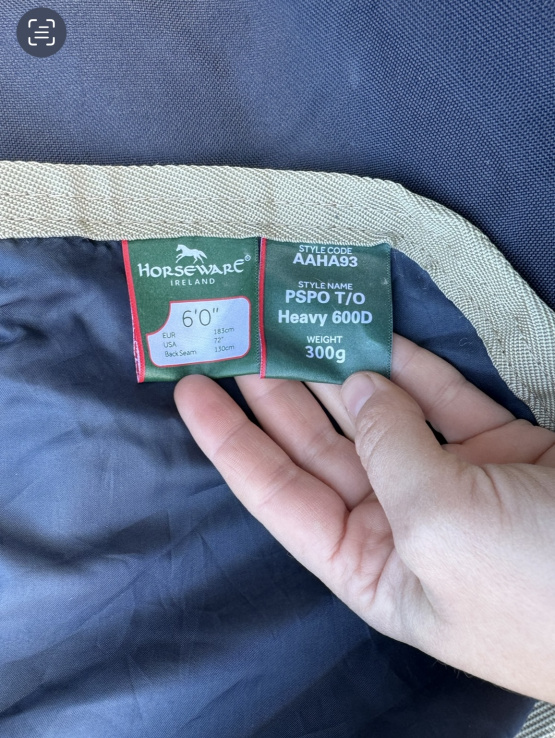 HORSEWARE®
IRELAND
6'0"
EUR 183cm
USA 72"
Back Seam 130cm
STYLE CODE
AAHA93
STYLE NAME
PSPO T/O
Heavy 600D
WEIGHT
300g